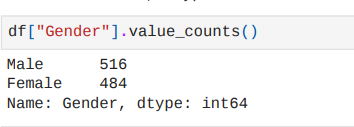 df["Gender"].value_counts()
Male      516
Female    484
Name: Gender, dtype: int64